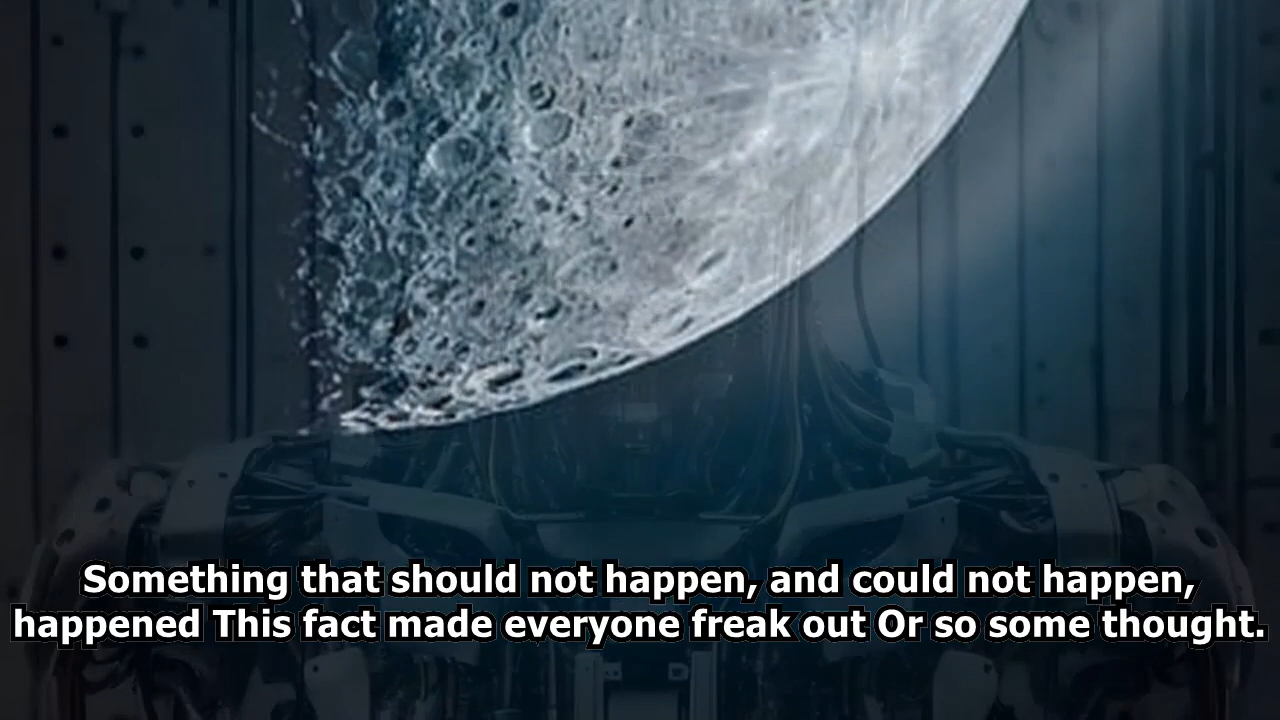 Something that should not happen, and could not happen,
happened This fact made everyone freak out Or so some thought.